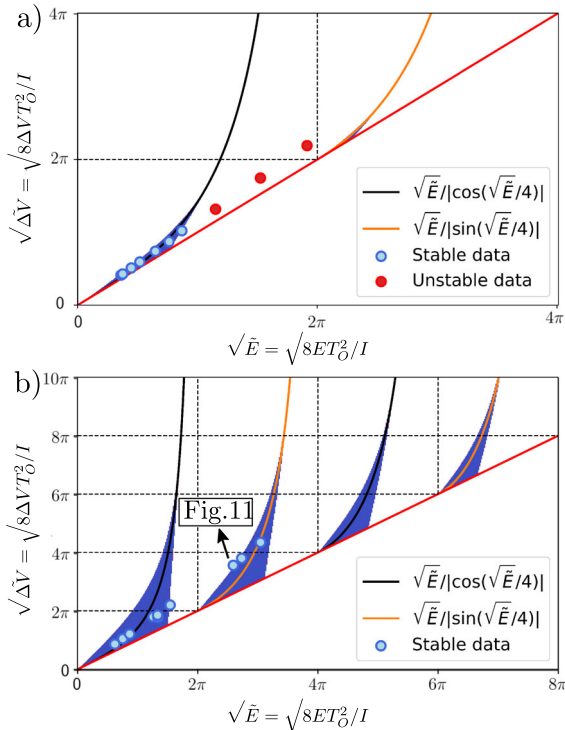 a)
4π
2π
0
√ΔṼ = √8ΔVT_O²/I
√Ẽ/|cos(√Ẽ/4)|
√Ẽ/|sin(√Ẽ/4)|
Stable data
Unstable data
0
2π
4π
√Ẽ = √8ET_O²/I
b)
10π
8π
6π
4π
2π
0
√ΔṼ = √8ΔVT_O²/I
Fig.11
√Ẽ/|cos(√Ẽ/4)|
√Ẽ/|sin(√Ẽ/4)|
Stable data
0
2π
4π
6π
8π
√Ẽ = √8ET_O²/I